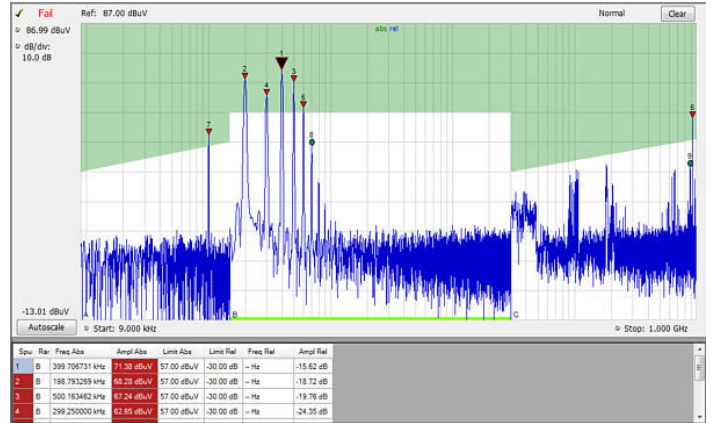 ✓ Fail Ref: 87.00 dBuV Normal Clear
86.99 dBuV
dB/div:
10.0 dB
abs rel
1
2
3
4
6
6
7
8
9
A
B
C
-13.01 dBuV
Autoscale
Start: 9.000 kHz Stop: 1.000 GHz
Spu Rar Freq Abs Ampl Abs Limit Abs Limit Rel Freq Rel Ampl Rel
1 B 399.706731 kHz 71.38 dBuV 57.00 dBuV -30.00 dB -- Hz -15.62 dB
2 B 198.793269 kHz 68.28 dBuV 57.00 dBuV -30.00 dB -- Hz -18.72 dB
3 B 500.163462 kHz 67.24 dBuV 57.00 dBuV -30.00 dB -- Hz -19.76 dB
4 B 299.250000 kHz 62.65 dBuV 57.00 dBuV -30.00 dB -- Hz -24.35 dB